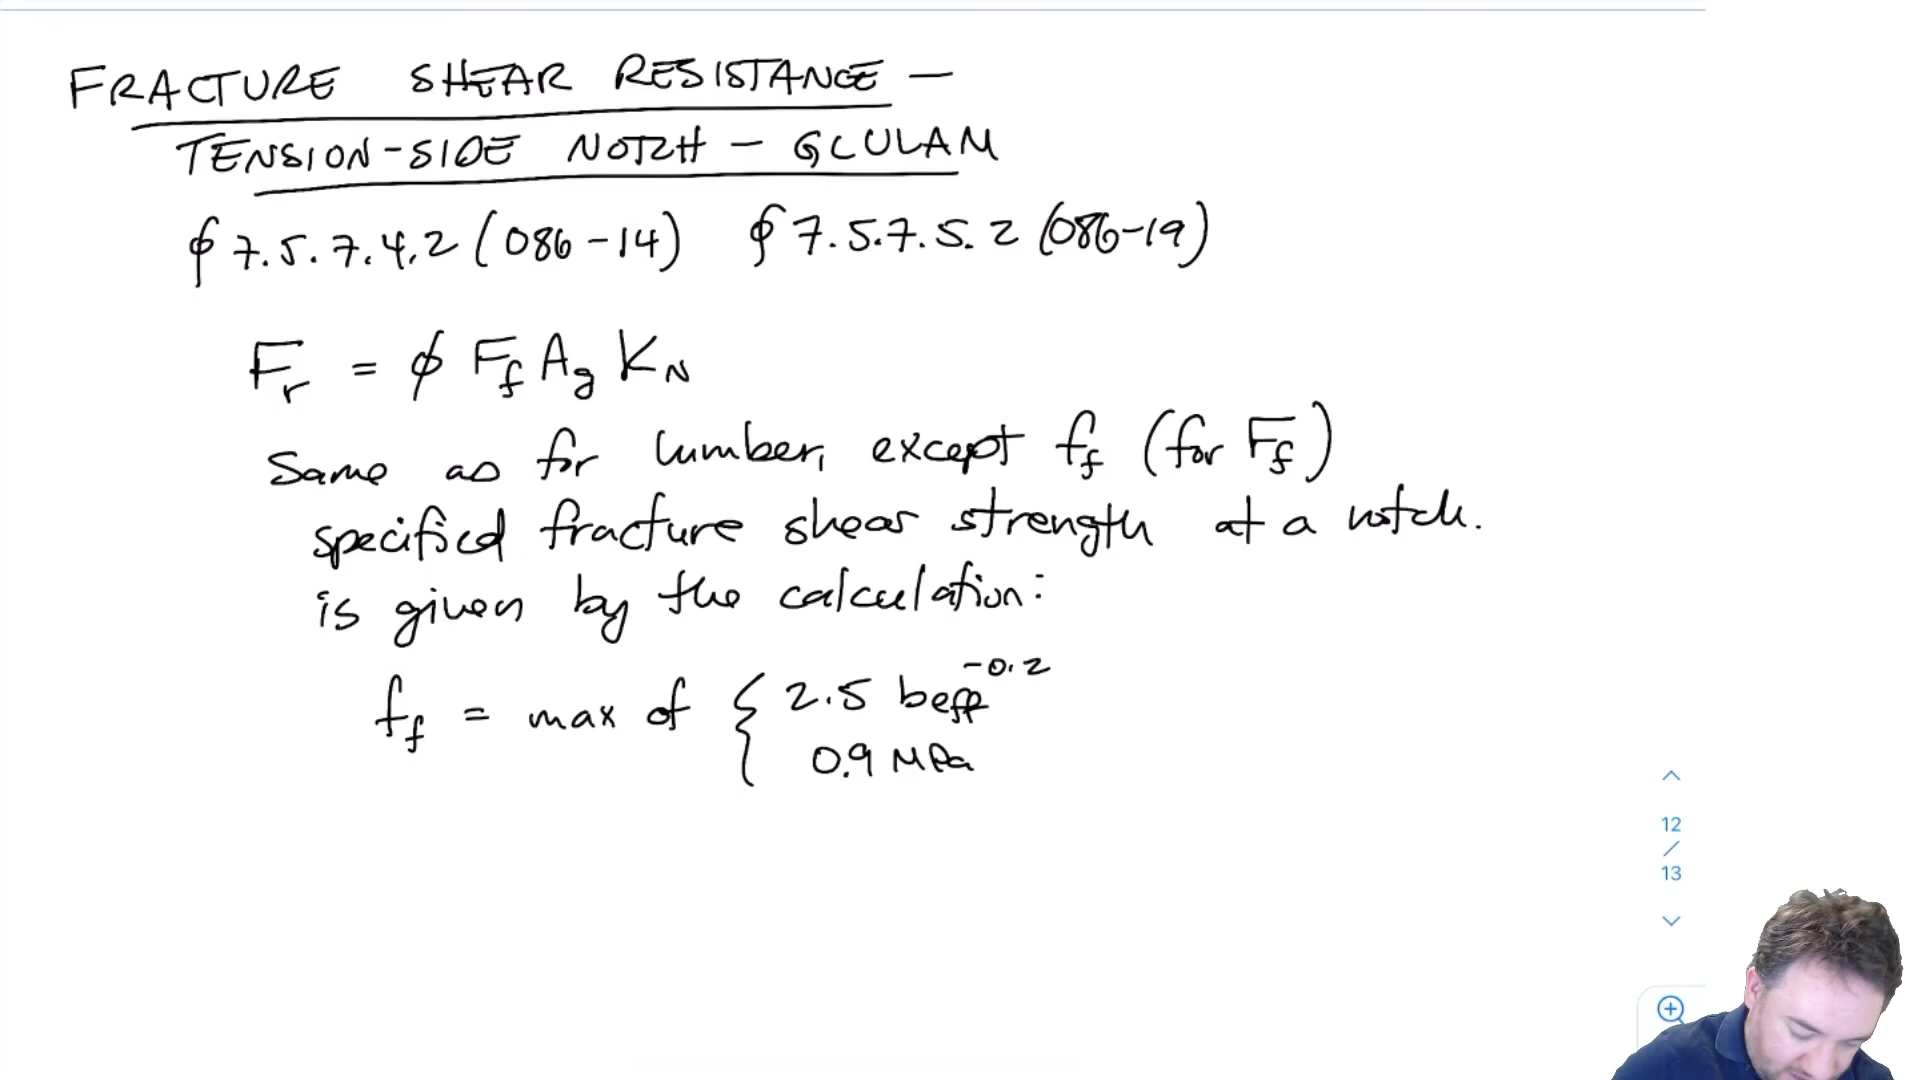 FRACTURE SHEAR RESISTANCE –
TENSION-SIDE NOTCH – GLULAM
§ 7.5.7.4.2 (086-14) § 7.5.7.5.2 (086-19)
Fr = ϕ Ff Ag KN
Same as for lumber, except ff (for Ff)
specified fracture shear strength at a notch.
is given by the calculation:
ff = max of { 2.5 beff^-0.2
0.9 MPa
12
/
13